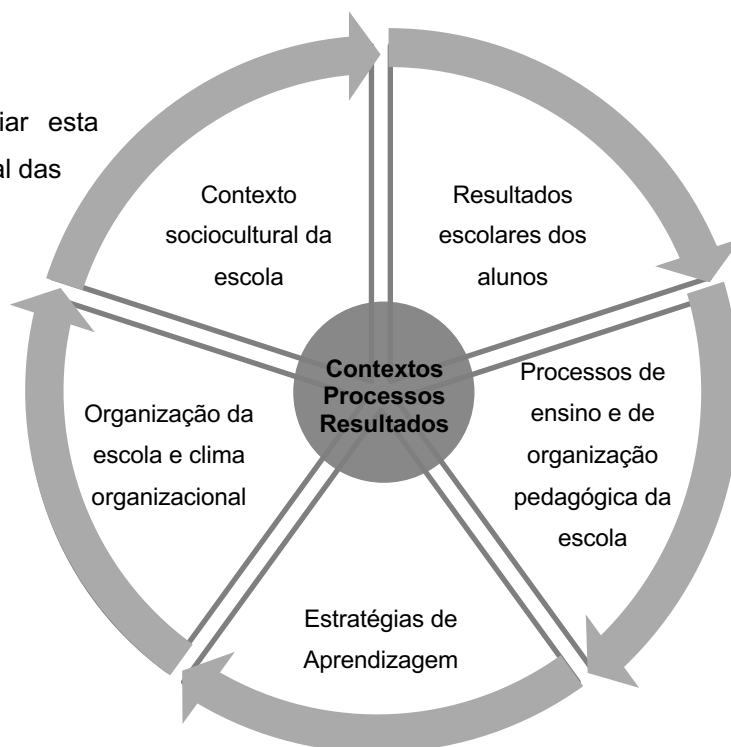 iar esta
al das
Contexto
sociocultural da
escola
Resultados
escolares dos
alunos
Processos de
ensino e de
organização
pedagógica da
escola
Estratégias de
Aprendizagem
Organização da
escola e clima
organizacional
Contextos
Processos
Resultados